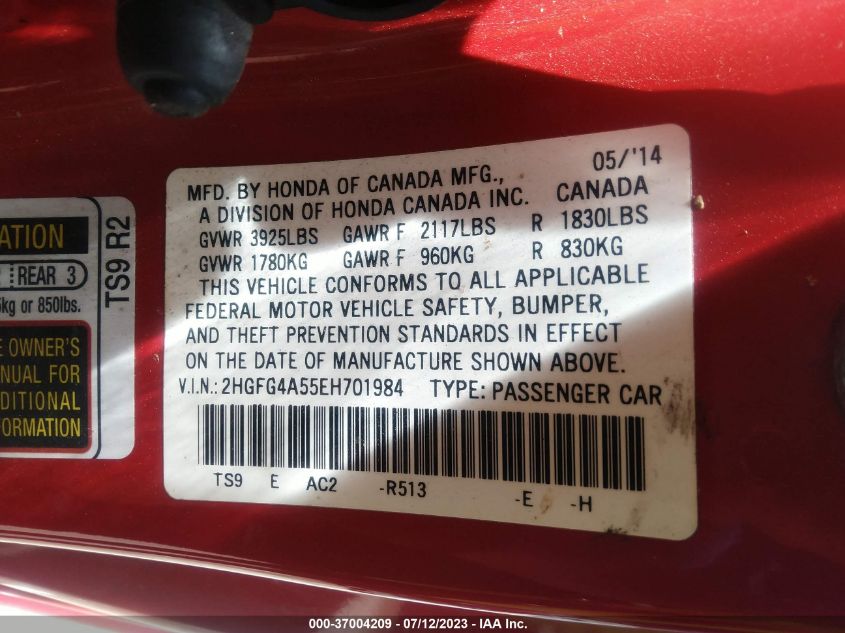 MFD. BY HONDA OF CANADA MFG., 05/'14
A DIVISION OF HONDA CANADA INC. CANADA
GVWR 3925LBS GAWR F 2117LBS R 1830LBS
GVWR 1780KG GAWR F 960KG R 830KG
THIS VEHICLE CONFORMS TO ALL APPLICABLE
FEDERAL MOTOR VEHICLE SAFETY, BUMPER,
AND THEFT PREVENTION STANDARDS IN EFFECT
ON THE DATE OF MANUFACTURE SHOWN ABOVE.
V.I.N.: 2HGFG4A55EH701984 TYPE: PASSENGER CAR
TS9 E AC2 -R513 -E -H
ATION
REAR 3
kg or 850lbs.
E OWNER'S
NUAL FOR
DITIONAL
FORMATION
TS9 R2
000-37004209 - 07/12/2023 - IAA Inc.